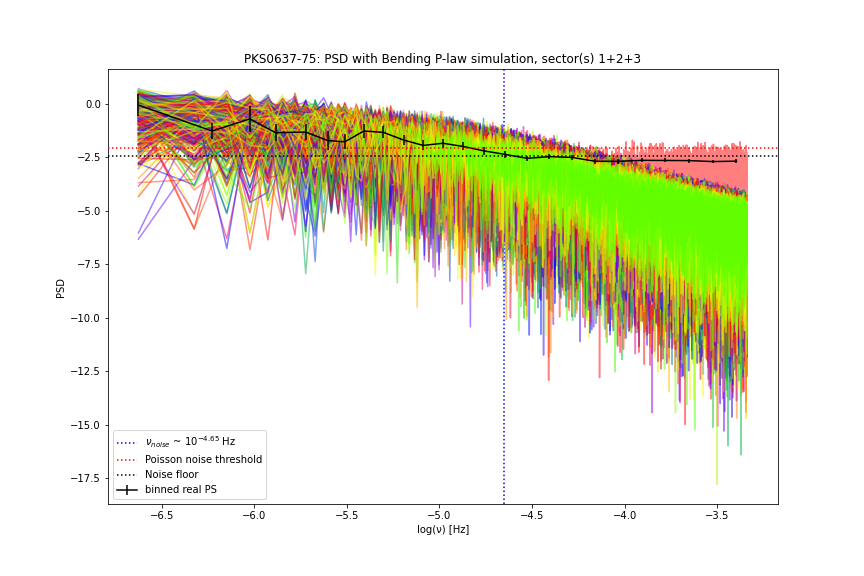 PKS0637-75: PSD with Bending P-law simulation, sector(s) 1+2+3
0.0
−2.5
−5.0
−7.5
−10.0
−12.5
−15.0
−17.5
PSD
νnoise ~ 10^−4.65 Hz
Poisson noise threshold
Noise floor
binned real PS
−6.5 −6.0 −5.5 −5.0 −4.5 −4.0 −3.5
log(ν) [Hz]